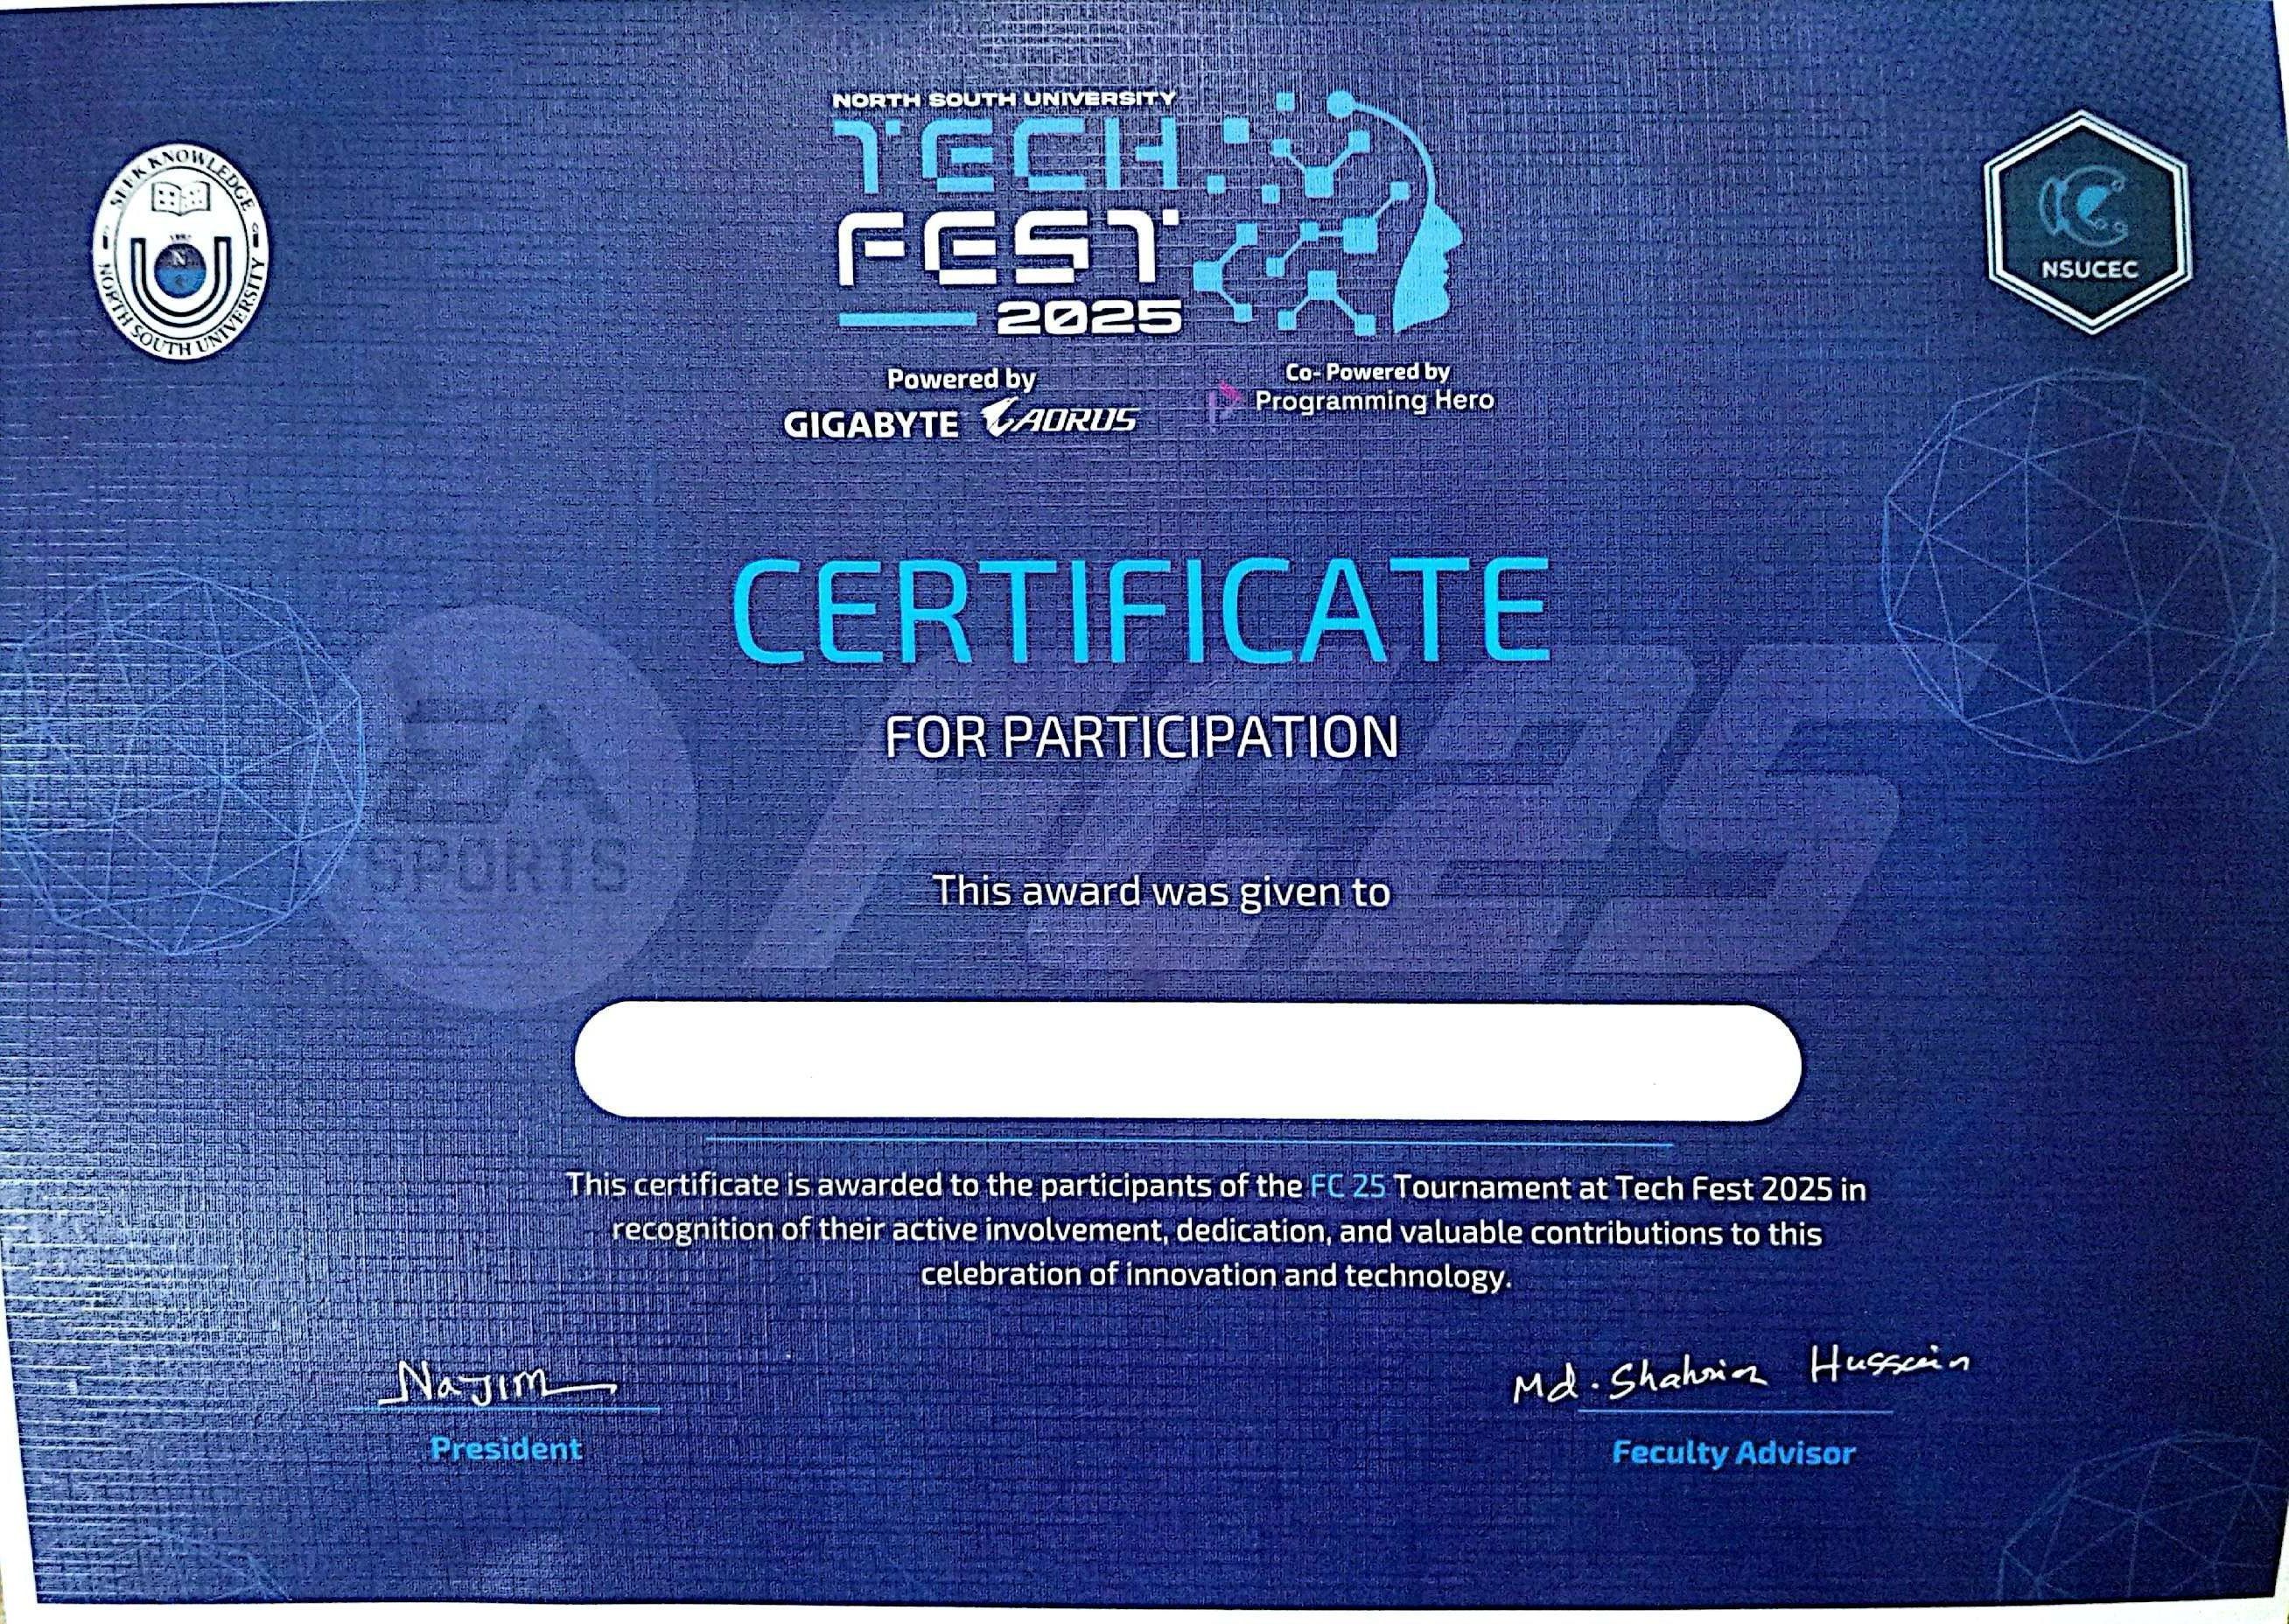 NORTH SOUTH UNIVERSITY
TECH
FEST
2025
SEEK KNOWLEDGE
NORTH SOUTH UNIVERSITY
NSUCEC
Powered by
GIGABYTE AORUS
Co- Powered by
Programming Hero
CERTIFICATE
FOR PARTICIPATION
EA
SPORTS
FC 25
This award was given to
This certificate is awarded to the participants of the FC 25 Tournament at Tech Fest 2025 in
recognition of their active involvement, dedication, and valuable contributions to this
celebration of innovation and technology.
Najim
President
Md. Shahriar Hussain
Feculty Advisor